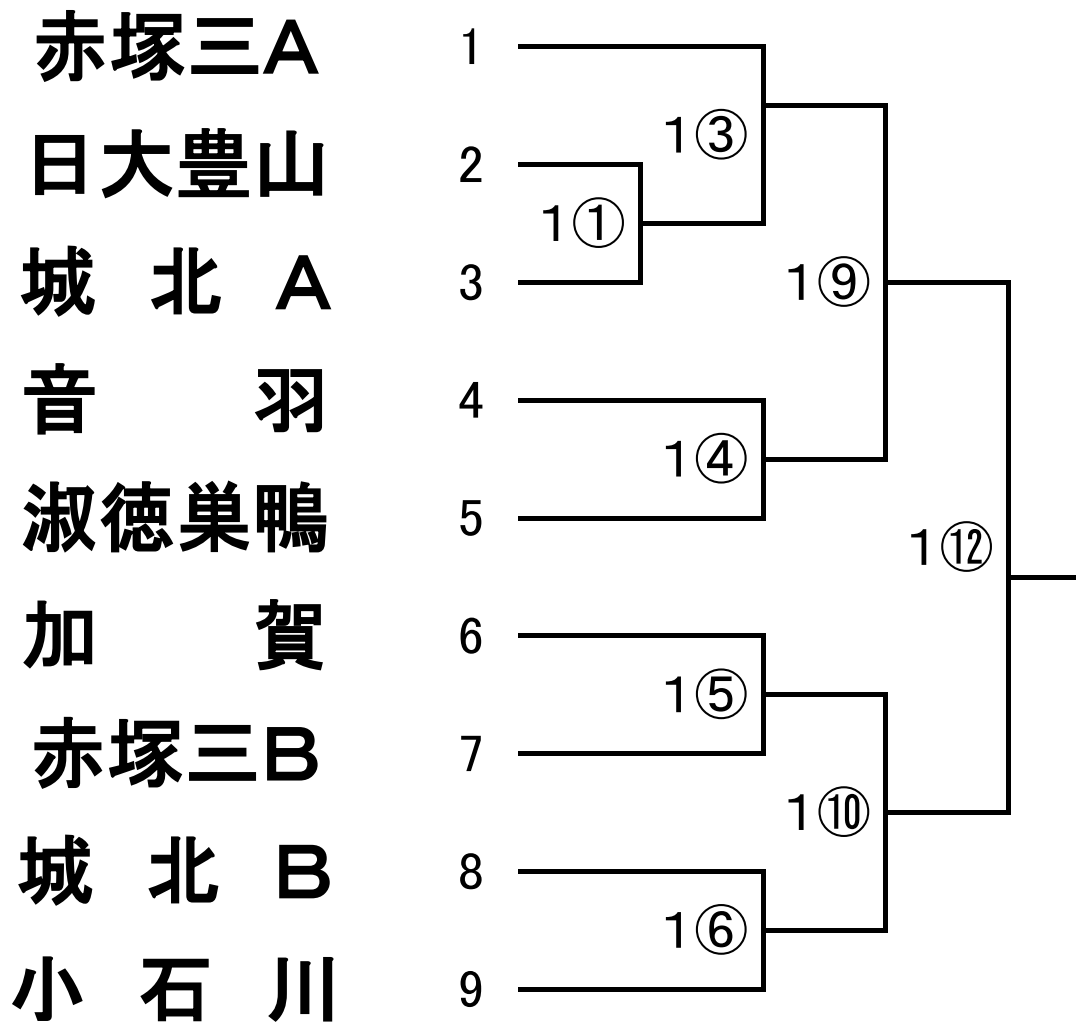 赤塚三A 1
1③
日大豊山 2
1①
城北A 3
1⑨
音羽 4
1④
淑徳巣鴨 5
1⑫
加賀 6
1⑤
赤塚三B 7
1⑩
城北B 8
1⑥
小石川 9